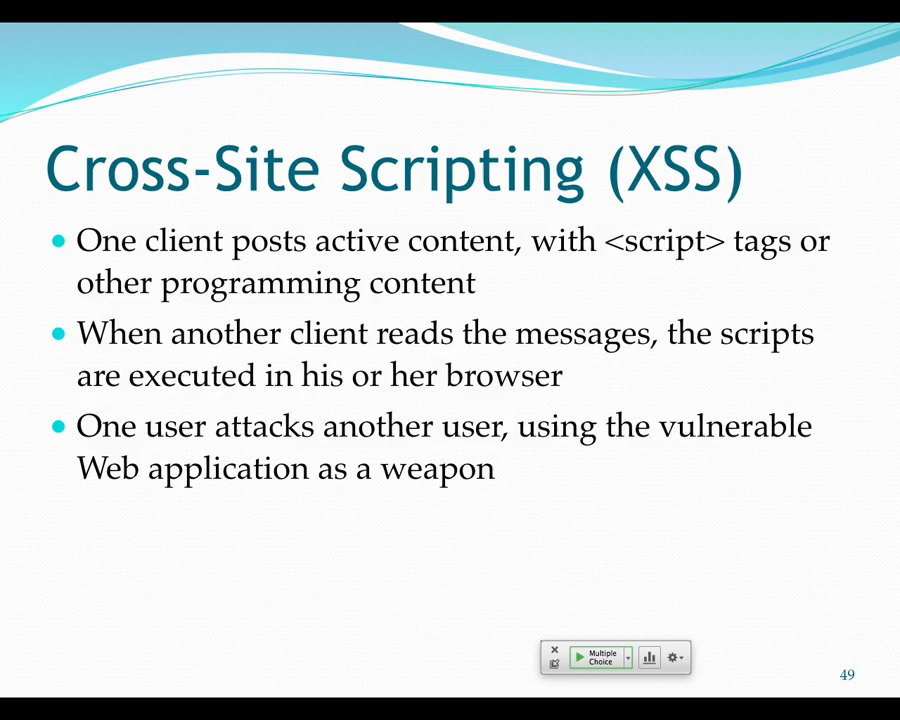 Cross-Site Scripting (XSS)
One client posts active content, with <script> tags or
other programming content
When another client reads the messages, the scripts
are executed in his or her browser
One user attacks another user, using the vulnerable
Web application as a weapon
Multiple
Choice
49